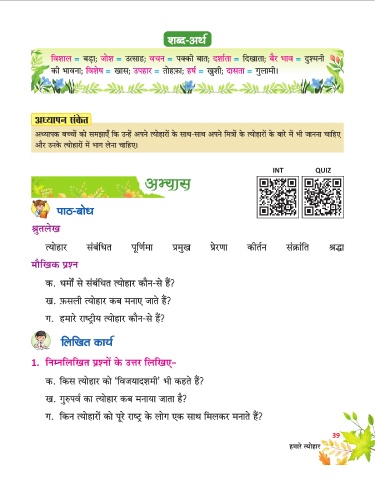 शब्द-अर्थ
विशाल = बड़ा; जोश = उत्साह; वचन = पक्की बात; दर्शाता = दिखाता; बैर भाव = दुश्मनी
की भावना; विशेष = खास; उपहार = तोहफ़ा; हर्ष = खुशी; दासता = गुलामी।
अध्यापन संकेत
अध्यापक बच्चों को समझाएँ कि उन्हें अपने त्योहारों के साथ-साथ अपने मित्रों के त्योहारों के बारे में भी जानना चाहिए
और उनके त्योहारों में भाग लेना चाहिए।
INT QUIZ
अभ्यास
पाठ-बोध
श्रुतलेख
त्योहार संबंधित पूर्णिमा प्रमुख प्रेरणा कीर्तन संक्रांति श्रद्धा
मौखिक प्रश्न
क. धर्मों से संबंधित त्योहार कौन-से हैं?
ख. फ़सली त्योहार कब मनाए जाते हैं?
ग. हमारे राष्ट्रीय त्योहार कौन-से हैं?
लिखित कार्य
1. निम्नलिखित प्रश्नों के उत्तर लिखिए–
क. किस त्योहार को ‘विजयादशमी’ भी कहते हैं?
ख. गुरुपर्व का त्योहार कब मनाया जाता है?
ग. किन त्योहारों को पूरे राष्ट्र के लोग एक साथ मिलकर मनाते हैं?
39
हमारे त्योहार